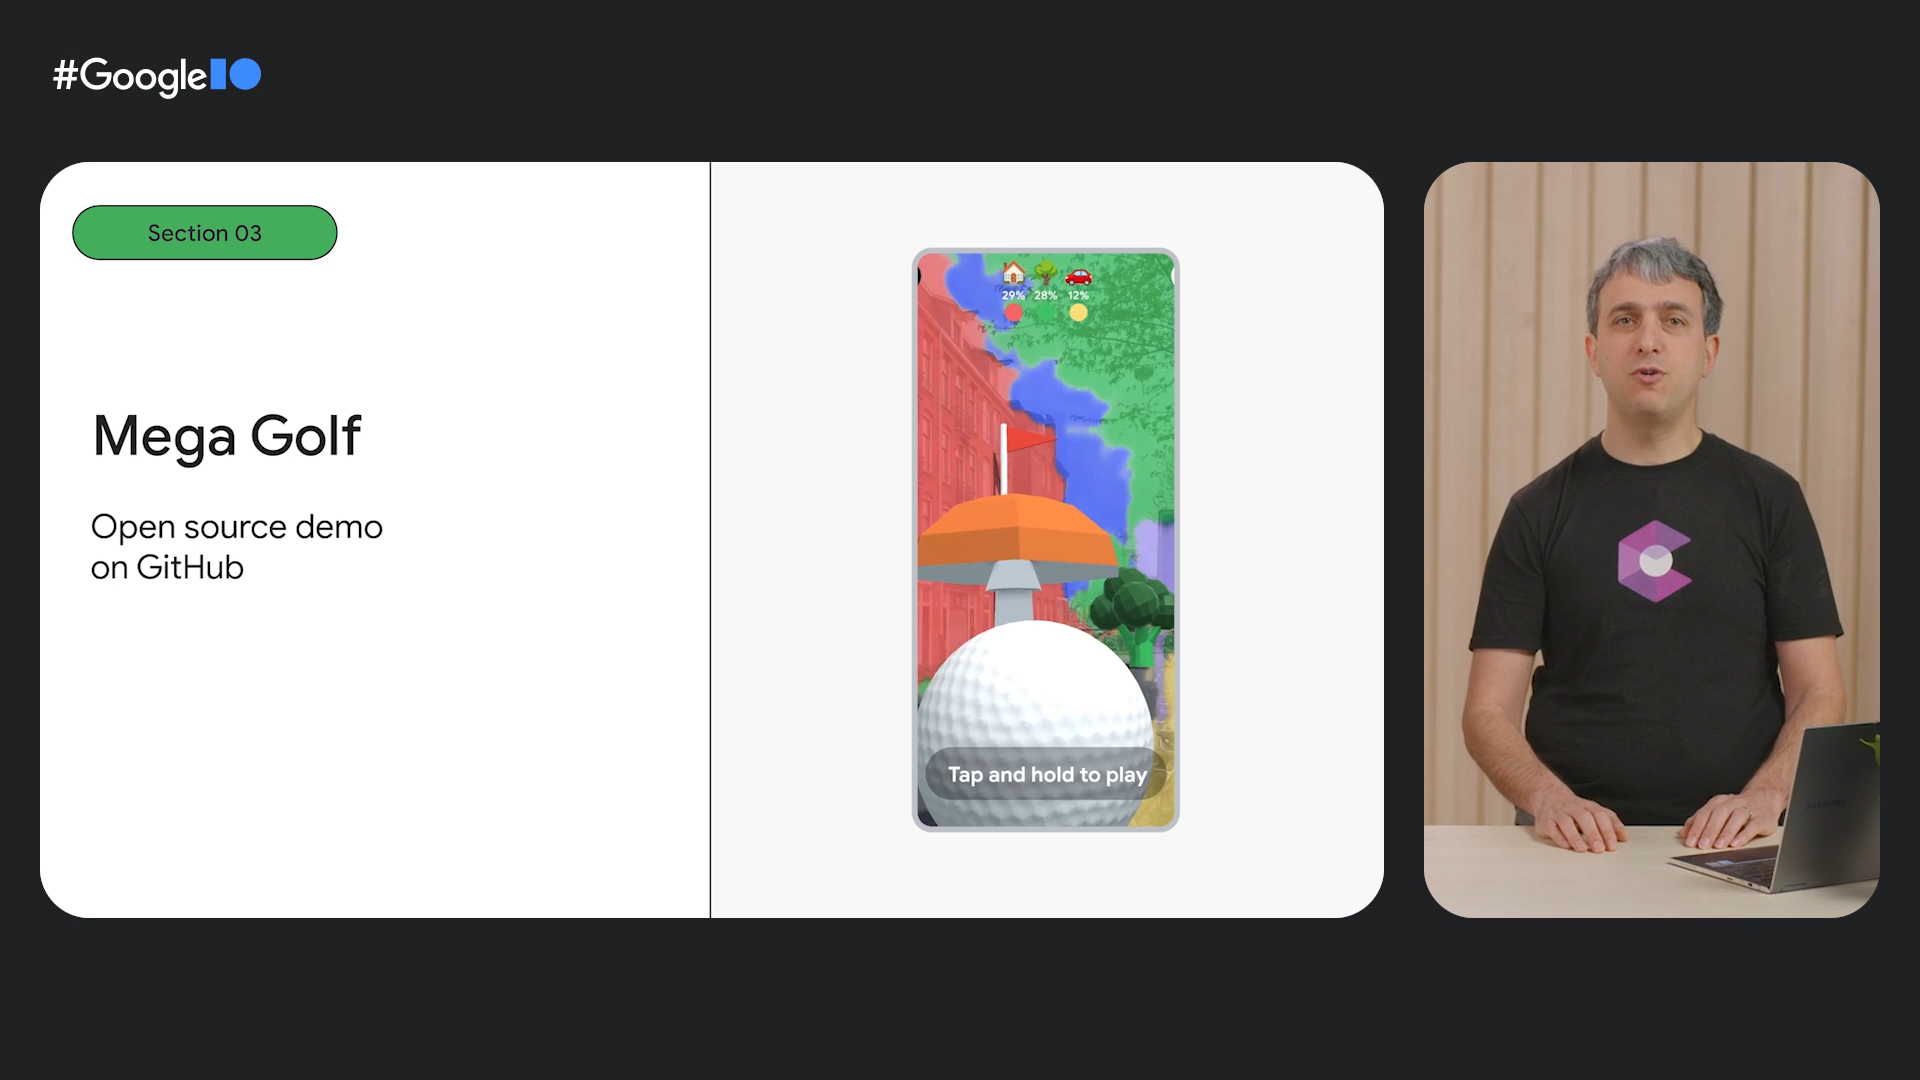 #GoogleIO
Section 03
Mega Golf
Open source demo
on GitHub
29% 28% 12%
Tap and hold to play